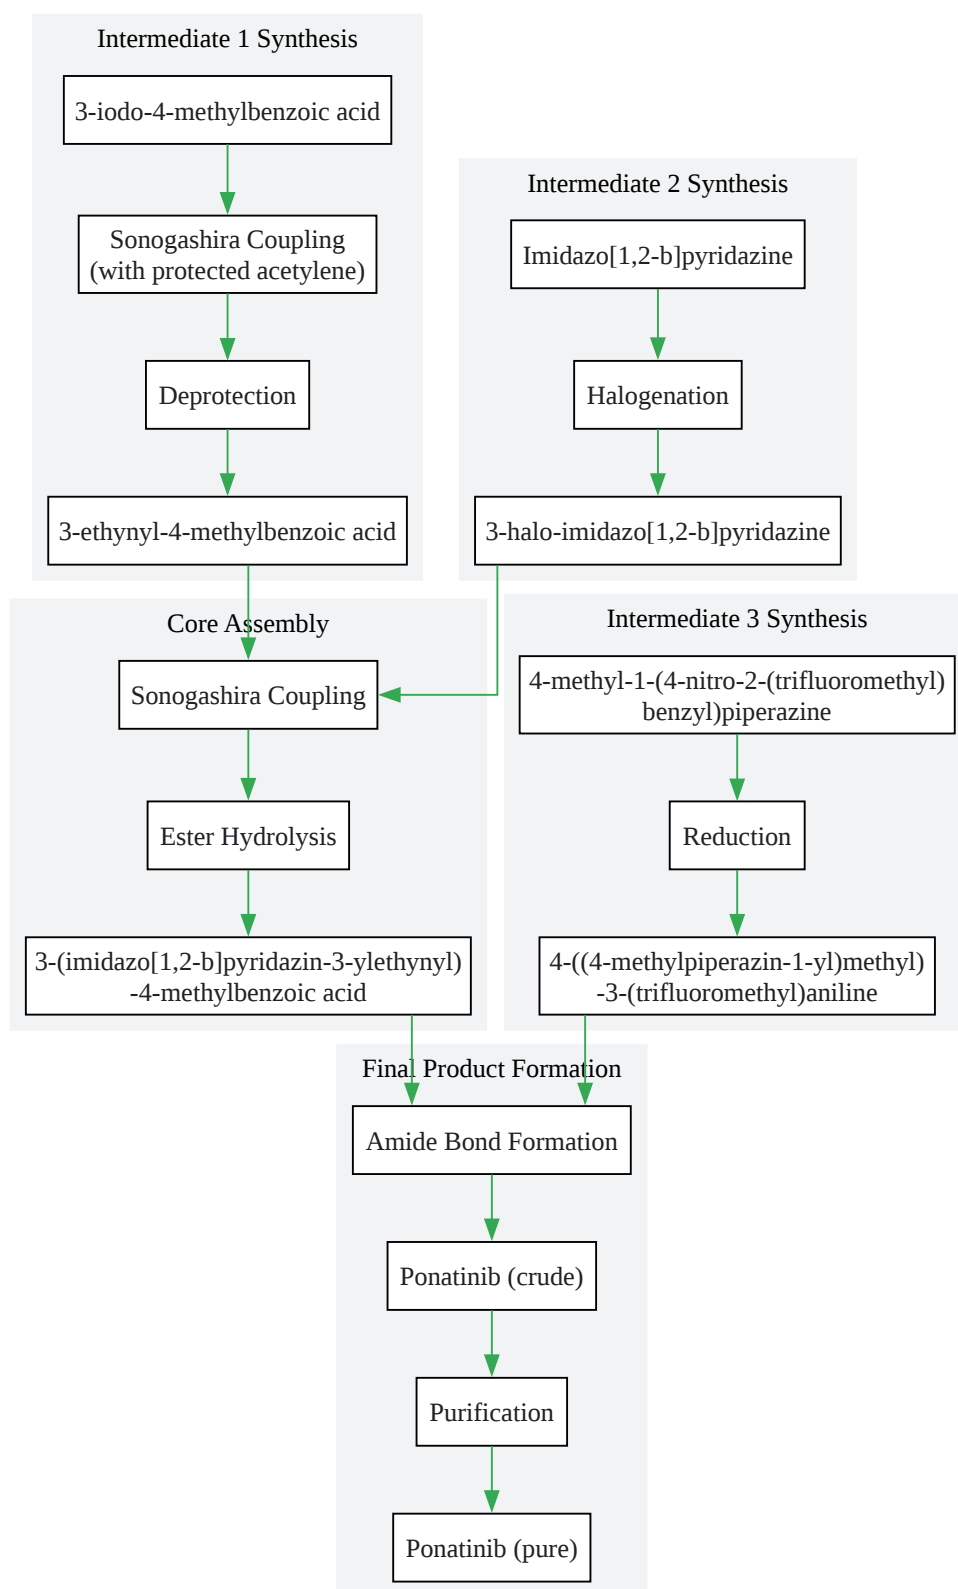 Intermediate 1 Synthesis
3-iodo-4-methylbenzoic acid
Sonogashira Coupling
(with protected acetylene)
Deprotection
3-ethynyl-4-methylbenzoic acid
Intermediate 2 Synthesis
Imidazo[1,2-b]pyridazine
Halogenation
3-halo-imidazo[1,2-b]pyridazine
Core Assembly
Sonogashira Coupling
Ester Hydrolysis
3-(imidazo[1,2-b]pyridazin-3-ylethynyl)
-4-methylbenzoic acid
Intermediate 3 Synthesis
4-methyl-1-(4-nitro-2-(trifluoromethyl)
benzyl)piperazine
Reduction
4-((4-methylpiperazin-1-yl)methyl)
-3-(trifluoromethyl)aniline
Final Product Formation
Amide Bond Formation
Ponatinib (crude)
Purification
Ponatinib (pure)